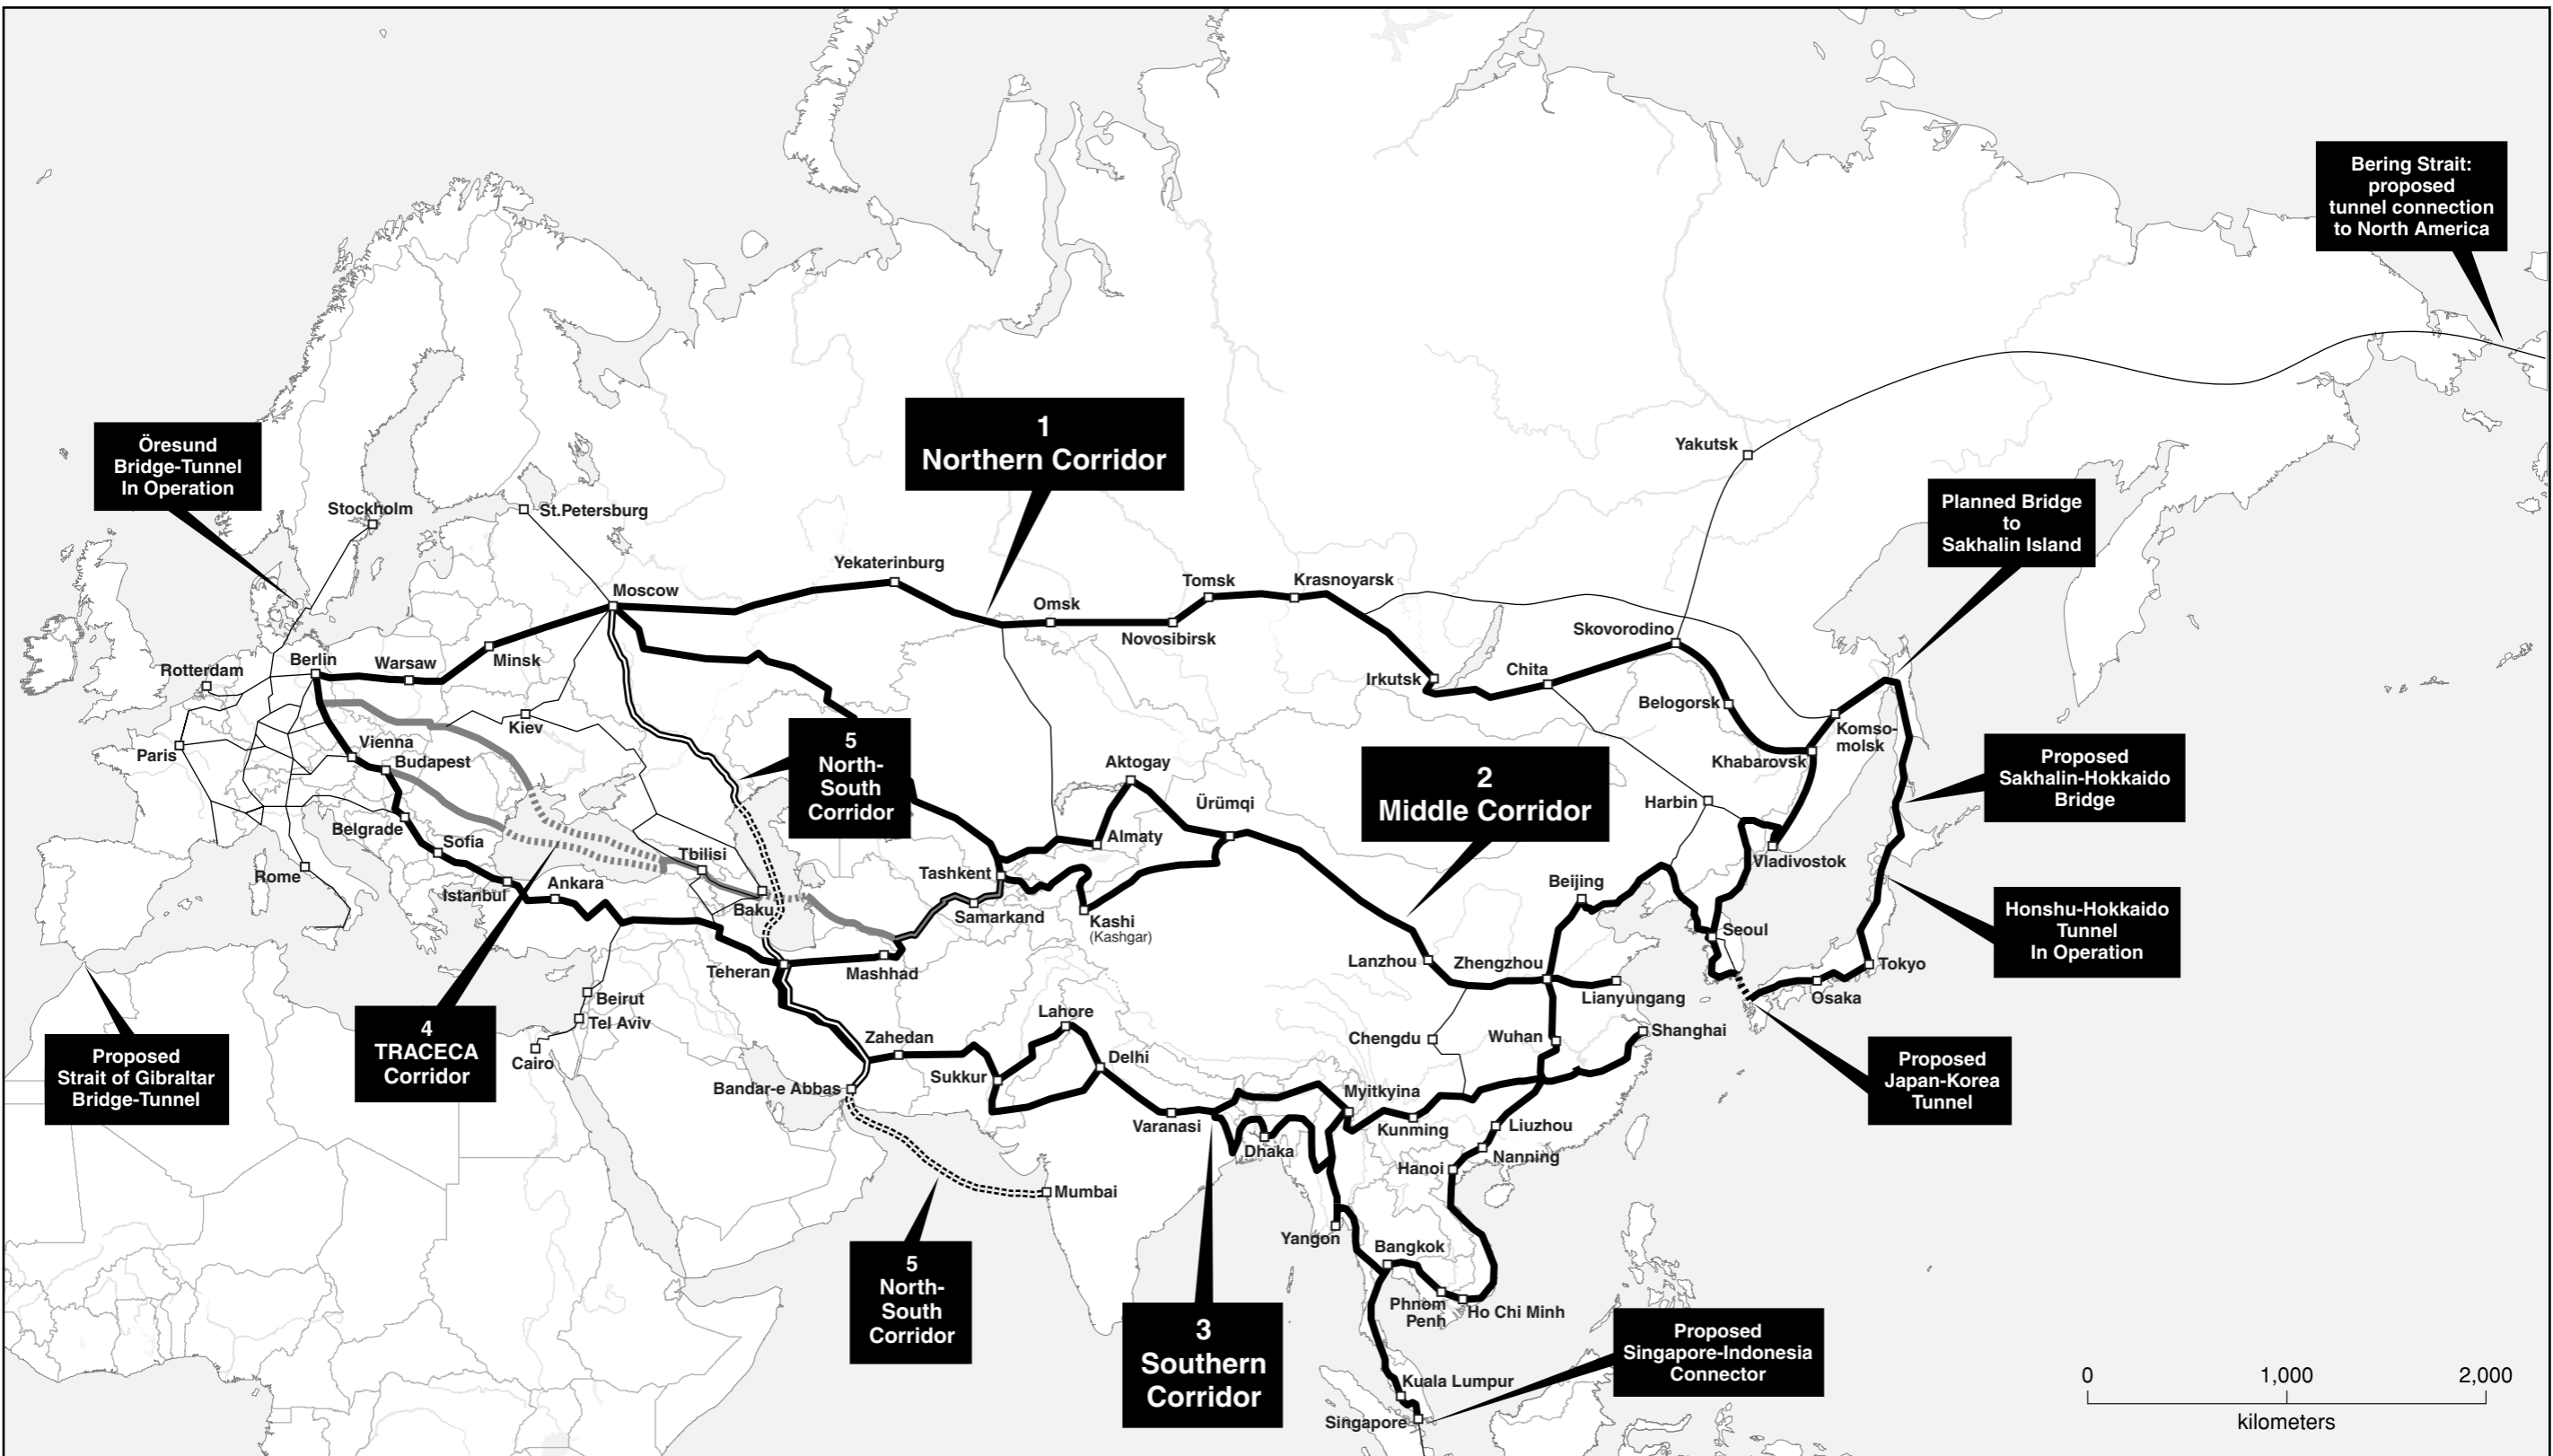 Bering Strait:
proposed
tunnel connection
to North America
1
Northern Corridor
Öresund
Bridge-Tunnel
In Operation
Yakutsk
Planned Bridge
to
Sakhalin Island
Stockholm
St.Petersburg
Yekaterinburg
Moscow
Tomsk
Krasnoyarsk
Omsk
Novosibirsk
Skovorodino
Minsk
Berlin
Warsaw
Rotterdam
Irkutsk
Chita
Belogorsk
Komso-
molsk
Khabarovsk
Kiev
Paris
Vienna
Budapest
5
North-
South
Corridor
Aktogay
Ürümqi
2
Middle Corridor
Proposed
Sakhalin-Hokkaido
Bridge
Harbin
Belgrade
Sofia
Almaty
Vladivostok
Tbilisi
Rome
Istanbul
Ankara
Baku
Tashkent
Samarkand
Kashi
(Kashgar)
Beijing
Honshu-Hokkaido
Tunnel
In Operation
Seoul
Lanzhou
Zhengzhou
Tokyo
Teheran
Mashhad
Lianyungang
Osaka
Beirut
Tel Aviv
Cairo
4
TRACECA
Corridor
Proposed
Strait of Gibraltar
Bridge-Tunnel
Lahore
Zahedan
Delhi
Sukkur
Chengdu
Wuhan
Shanghai
Proposed
Japan-Korea
Tunnel
Bandar-e Abbas
Myitkyina
Varanasi
Kunming
Liuzhou
Dhaka
Nanning
Hanoi
Mumbai
Yangon
Bangkok
5
North-
South
Corridor
3
Southern
Corridor
Phnom
Penh
Ho Chi Minh
Proposed
Singapore-Indonesia
Connector
Kuala Lumpur
Singapore
0 1,000 2,000
kilometers